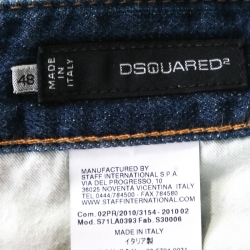 48
MADE IN
ITALY
DSQUARED²
MANUFACTURED BY
STAFF INTERNATIONAL S.P.A.
VIA DEL PROGRESSO, 10
36025 NOVENTA VICENTINA ITALY
TEL 0444/784500 - ITALY
WWW.STAFFINTERNATIONAL.COM
Com. 02PR/2010/3154 - 2010 02
Mod. S71LA0393 Fab. S30006
MADE IN ITALY
イタリア製